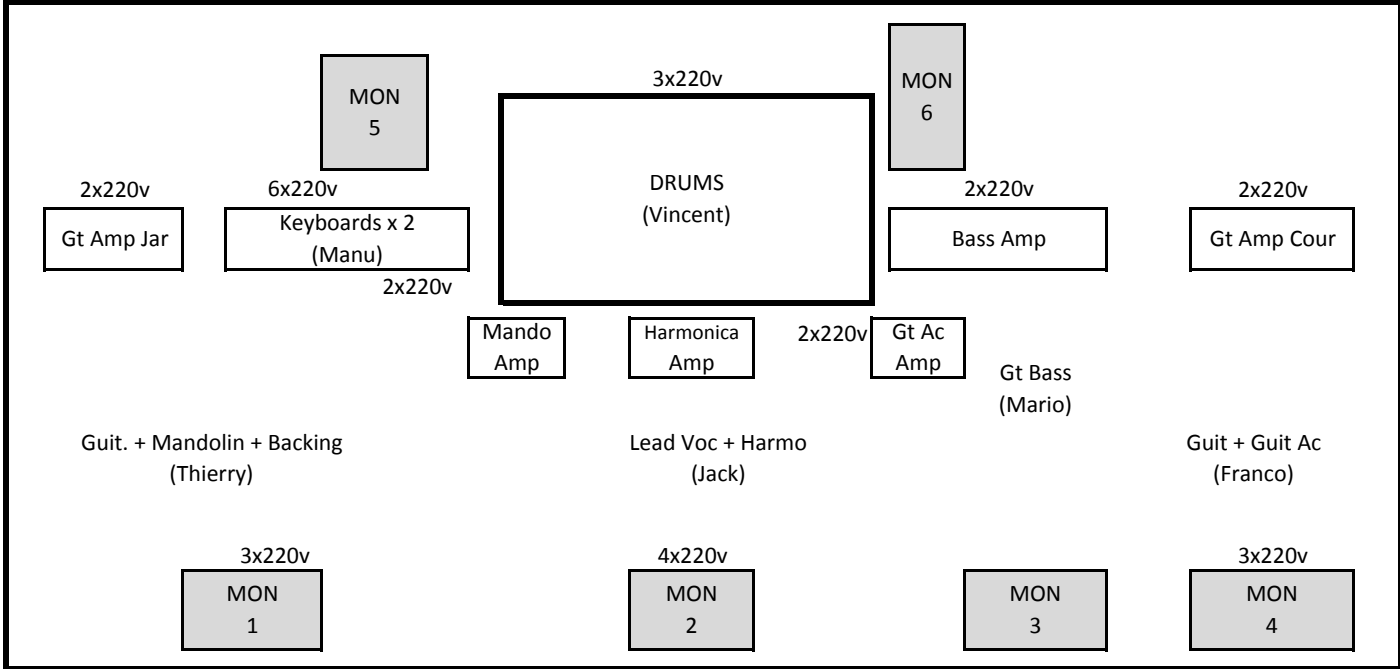 3x220v
MON
5
MON
6
2x220v
6x220v
DRUMS
(Vincent)
2x220v
2x220v
Gt Amp Jar
Keyboards x 2
(Manu)
Bass Amp
Gt Amp Cour
2x220v
Mando
Amp
Harmonica
Amp
2x220v
Gt Ac
Amp
Gt Bass
(Mario)
Guit. + Mandolin + Backing
(Thierry)
Lead Voc + Harmo
(Jack)
Guit + Guit Ac
(Franco)
3x220v
4x220v
3x220v
MON
1
MON
2
MON
3
MON
4